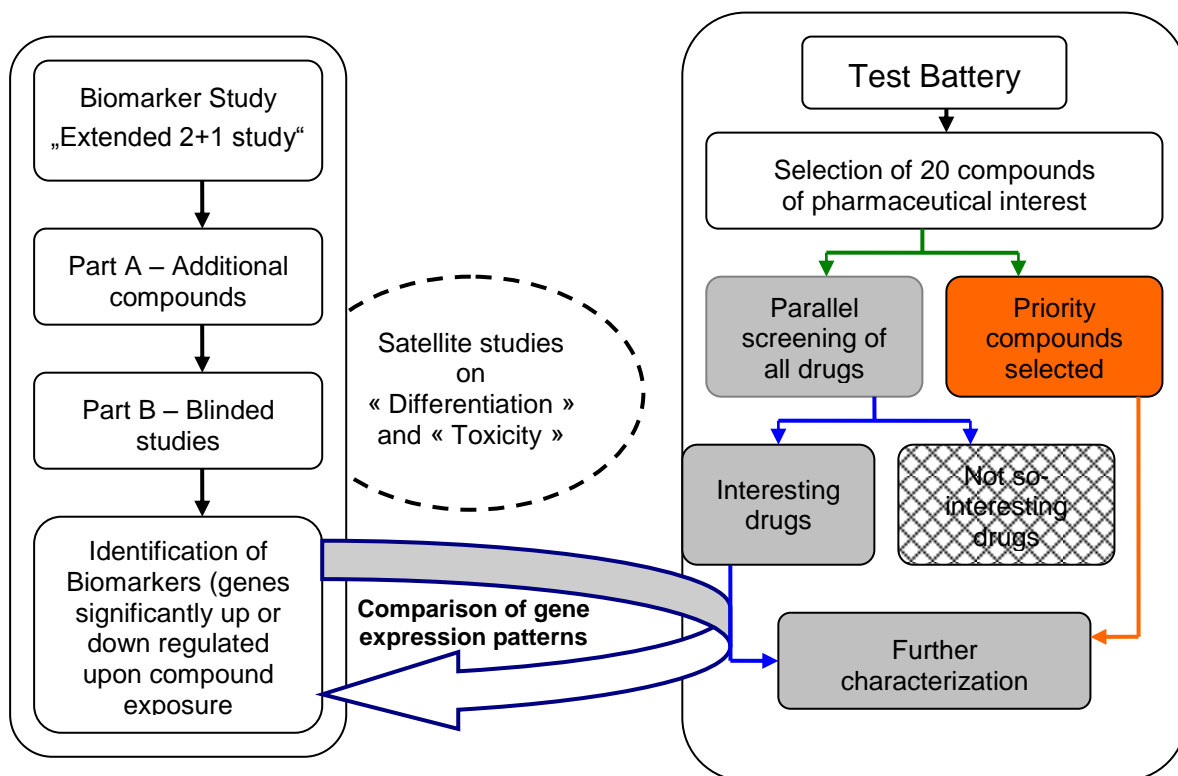 Biomarker Study
„Extended 2+1 study“
Part A – Additional
compounds
Part B – Blinded
studies
Identification of
Biomarkers (genes
significantly up or
down regulated
upon compound
exposure
Satellite studies
on
« Differentiation »
and « Toxicity »
Comparison of gene
expression patterns
Test Battery
Selection of 20 compounds
of pharmaceutical interest
Parallel
screening of
all drugs
Priority
compounds
selected
Interesting
drugs
Not so-
interesting
drugs
Further
characterization